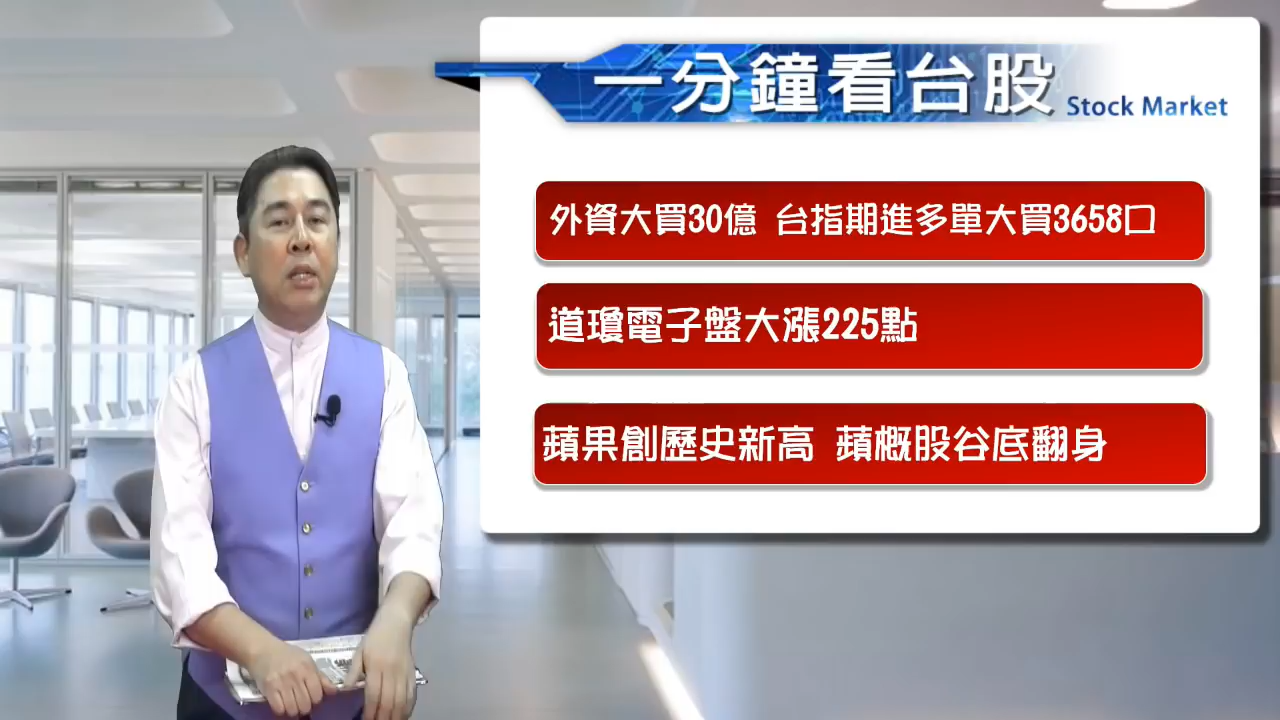 一分鐘看台股 Stock Market
外資大買30億 台指期進多單大買3658口
道瓊電子盤大漲225點
蘋果創歷史新高 蘋概股谷底翻身